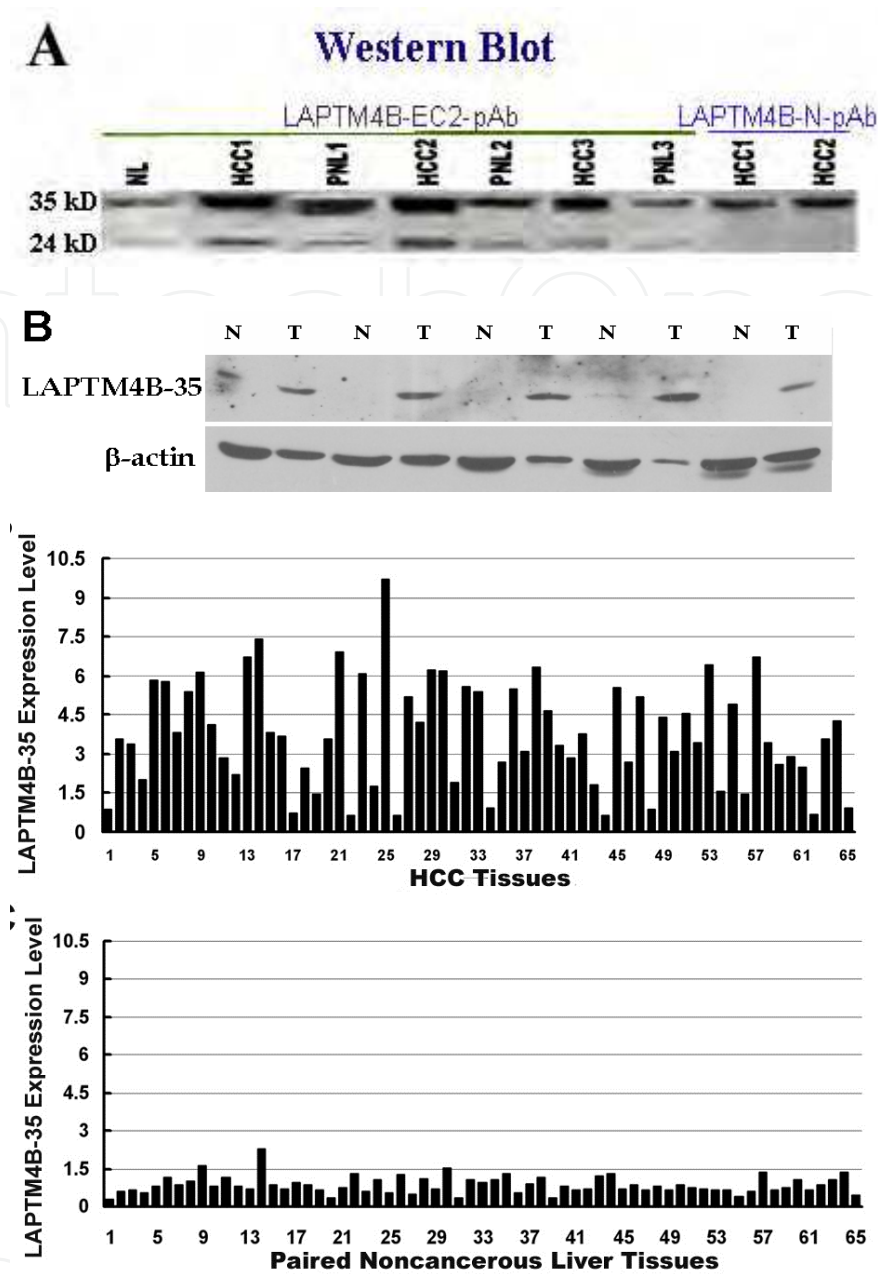 A
Western Blot
LAPTM4B-EC2-pAb LAPTM4B-N-pAb
NL HCC1 PNL1 HCC2 PNL2 HCC3 PNL3 HCC1 HCC2
35 kD
24 kD
B
N T N T N T N T N T
LAPTM4B-35
β-actin
LAPTM4B-35 Expression Level
10.5
9
7.5
6
4.5
3
1.5
0
1 5 9 13 17 21 25 29 33 37 41 45 49 53 57 61 65
HCC Tissues
LAPTM4B-35 Expression Level
10.5
9
7.5
6
4.5
3
1.5
0
1 5 9 13 17 21 25 29 33 37 41 45 49 53 57 61 65
Paired Noncancerous Liver Tissues